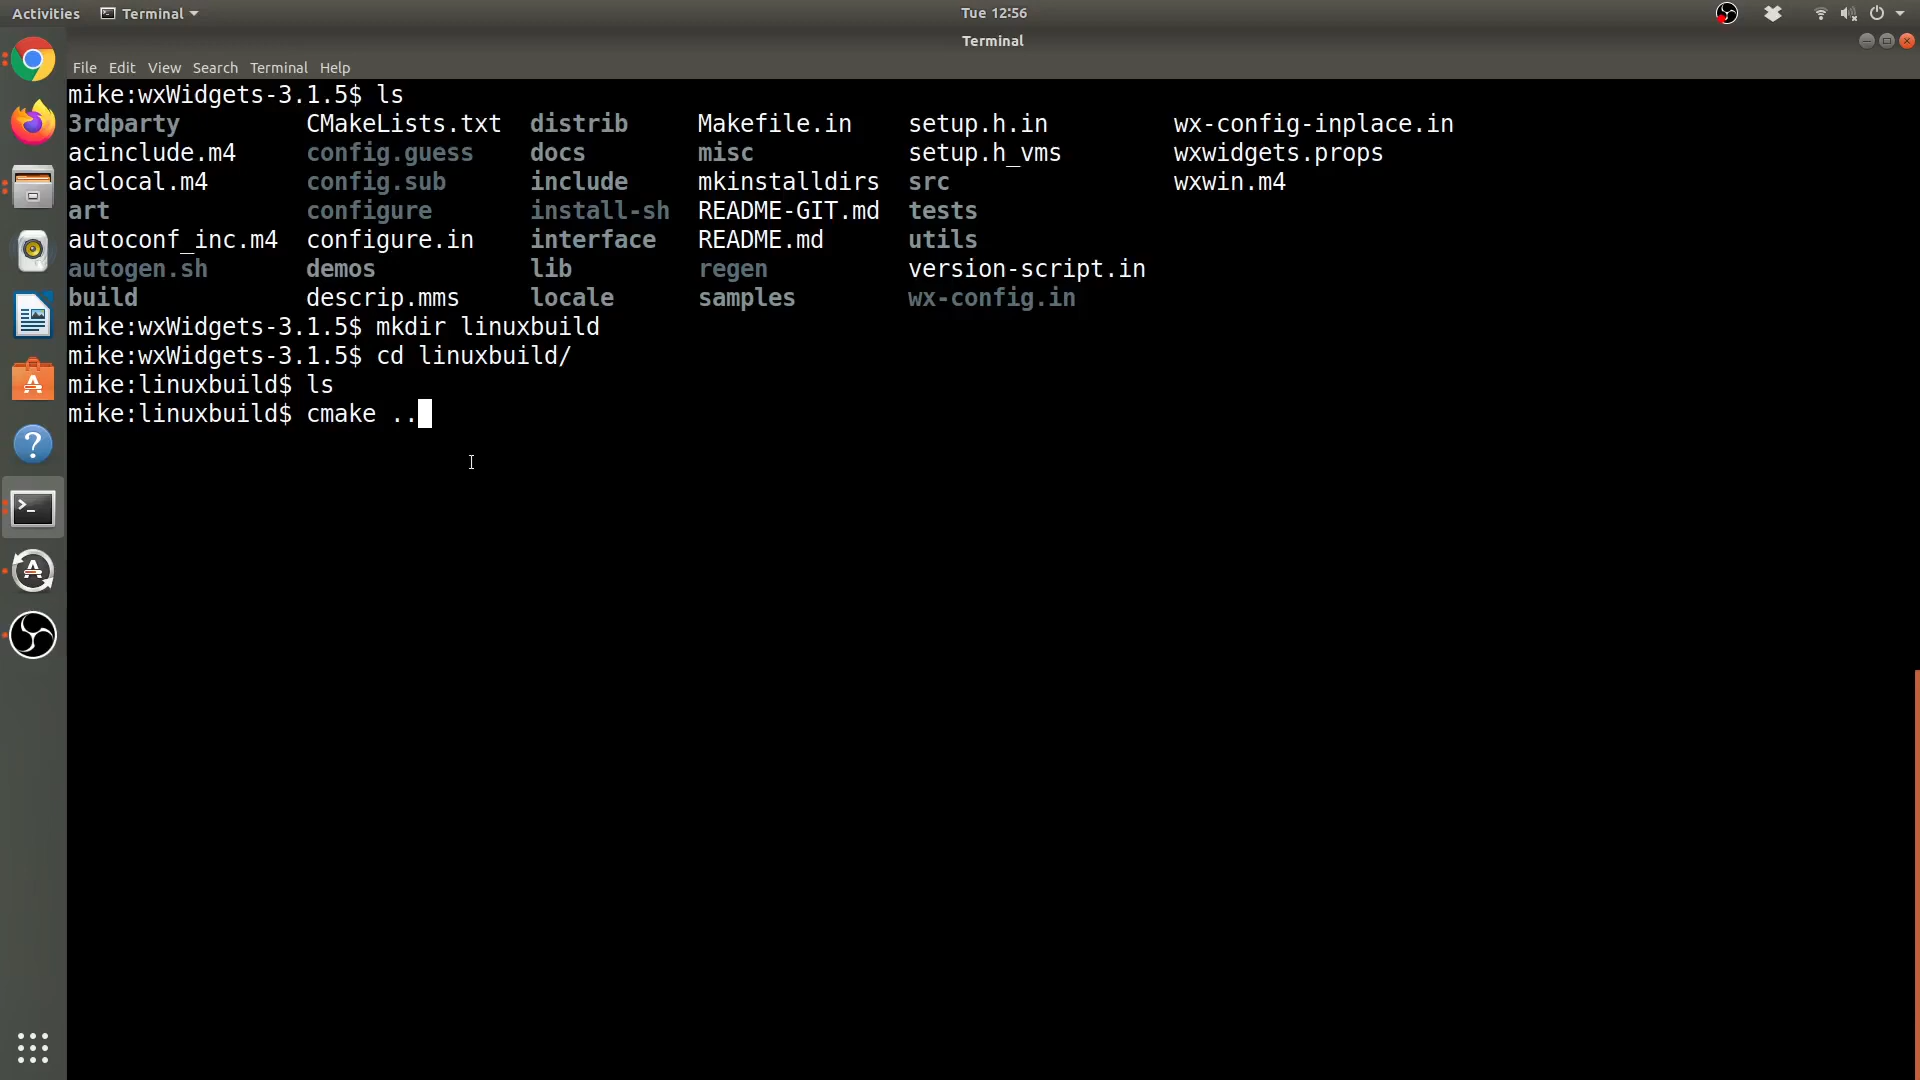 Activities Terminal Tue 12:56
Terminal
File Edit View Search Terminal Help
mike:wxWidgets-3.1.5$ ls
3rdparty CMakeLists.txt distrib Makefile.in setup.h.in wx-config-inplace.in
acinclude.m4 config.guess docs misc setup.h_vms wxwidgets.props
aclocal.m4 config.sub include mkinstalldirs src wxwin.m4
art configure install-sh README-GIT.md tests
autoconf_inc.m4 configure.in interface README.md utils
autogen.sh demos lib regen version-script.in
build descrip.mms locale samples wx-config.in
mike:wxWidgets-3.1.5$ mkdir linuxbuild
mike:wxWidgets-3.1.5$ cd linuxbuild/
mike:linuxbuild$ ls
mike:linuxbuild$ cmake ..